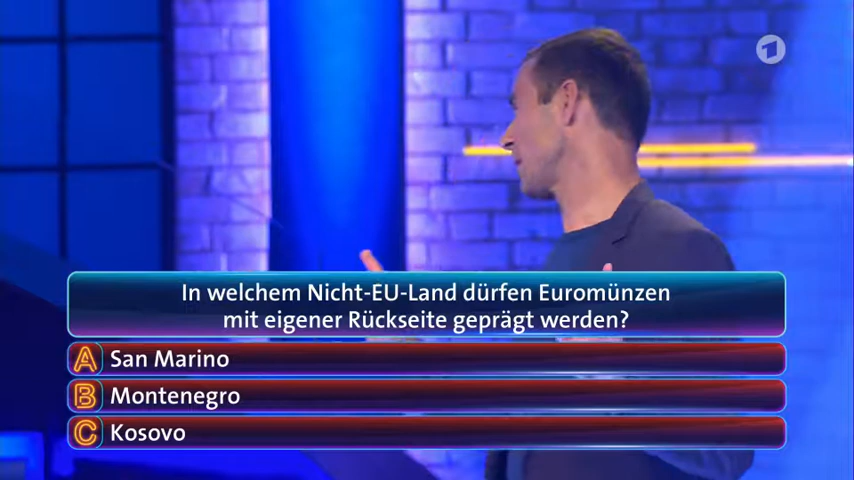 In welchem Nicht-EU-Land dürfen Euromünzen
mit eigener Rückseite geprägt werden?
A San Marino
B Montenegro
C Kosovo